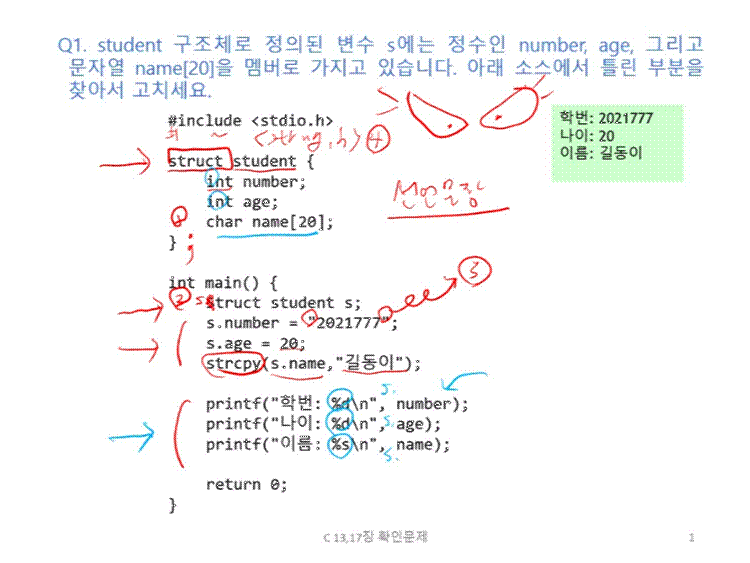 Q1. student 구조체로 정의된 변수 s에는 정수인 number, age, 그리고
문자열 name[20]을 멤버로 가지고 있습니다. 아래 소스에서 틀린 부분을
찾아서 고치세요.
#include <stdio.h>
<string.h> 4
struct student {
int number;
int age;
char name[20];
1
} ;
선언문장
학번: 2021777
나이: 20
이름: 길동이
int main() {
2
struct student s;
3
s.number = "2021777";
s.age = 20;
strcpy(s.name,"길동이");
printf("학번: %d\n", s. number);
printf("나이: %d\n", s. age);
printf("이름: %s\n", s. name);
return 0;
}
C 13,17장 확인문제
1